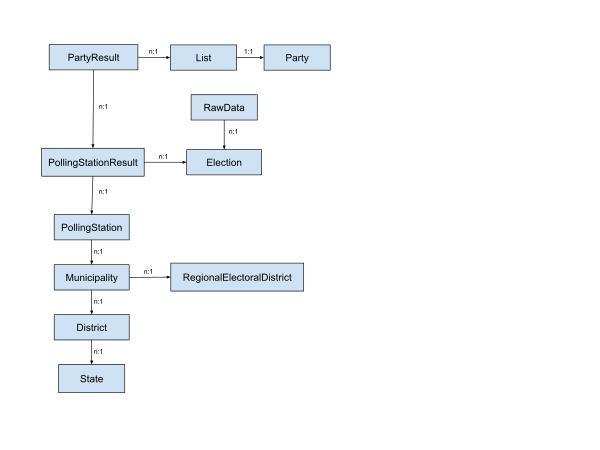 PartyResult
n:1
List
1:1
Party
n:1
RawData
n:1
PollingStationResult
n:1
Election
n:1
PollingStation
n:1
Municipality
n:1
RegionalElectoralDistrict
n:1
District
n:1
State